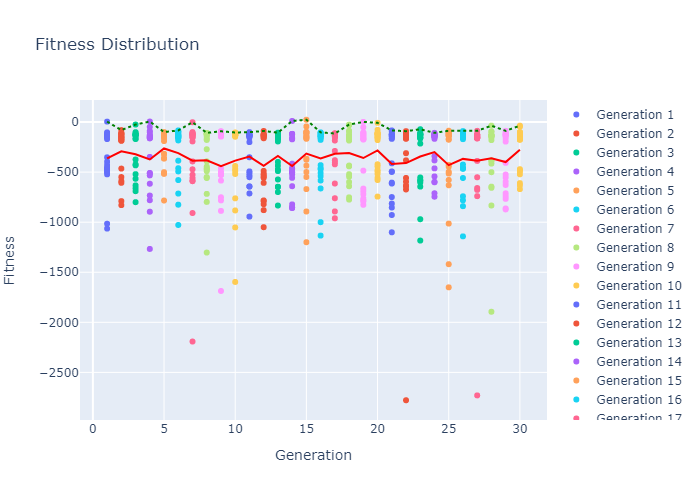 Fitness Distribution
0
−500
−1000
−1500
−2000
−2500
Fitness
0 5 10 15 20 25 30
Generation
Generation 1
Generation 2
Generation 3
Generation 4
Generation 5
Generation 6
Generation 7
Generation 8
Generation 9
Generation 10
Generation 11
Generation 12
Generation 13
Generation 14
Generation 15
Generation 16
Generation 17